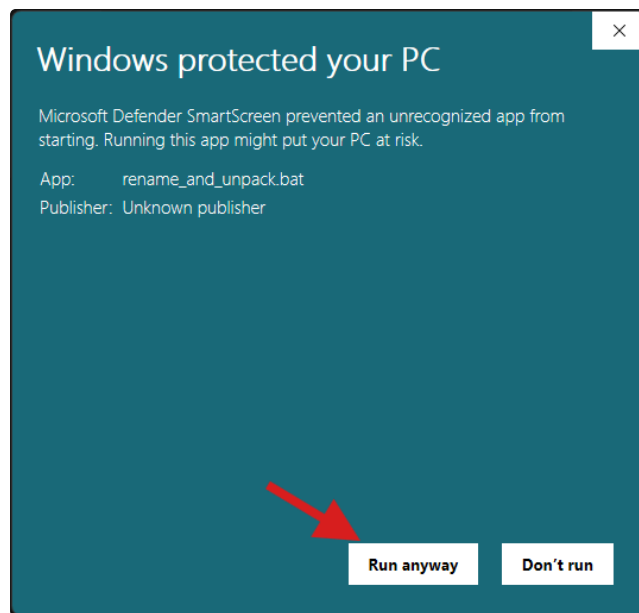 Windows protected your PC
Microsoft Defender SmartScreen prevented an unrecognized app from
starting. Running this app might put your PC at risk.
App: rename_and_unpack.bat
Publisher: Unknown publisher
Run anyway Don't run